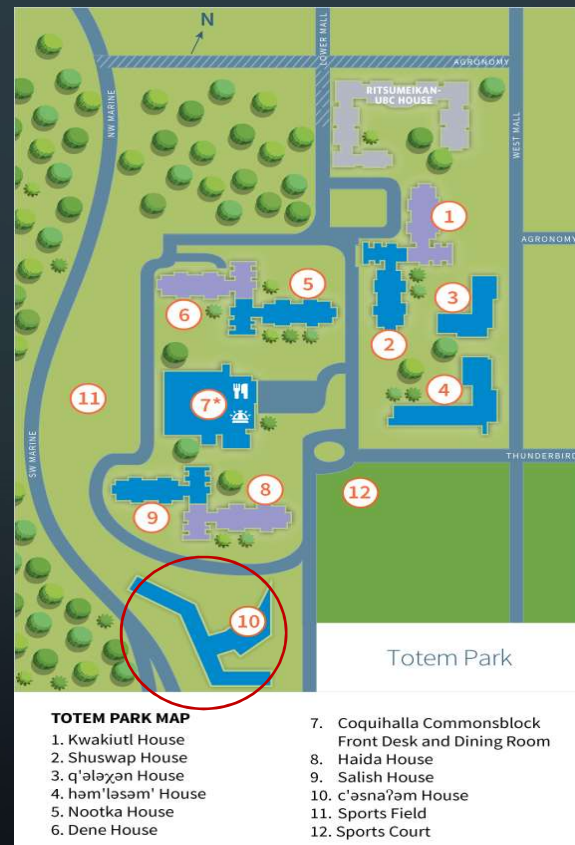 N
LOWER MALL
AGRONOMY
RITSUMEIKAN-
UBC HOUSE
NW MARINE
WEST MALL
1
AGRONOMY
5
3
6
2
4
11
7*
SW MARINE
THUNDERBIRD
8
12
9
10
Totem Park
TOTEM PARK MAP
1. Kwakiutl House
2. Shuswap House
3. q'ələχən House
4. həm'ləsəm' House
5. Nootka House
6. Dene House
7. Coquihalla Commonsblock
Front Desk and Dining Room
8. Haida House
9. Salish House
10. c'əsnaʔəm House
11. Sports Field
12. Sports Court